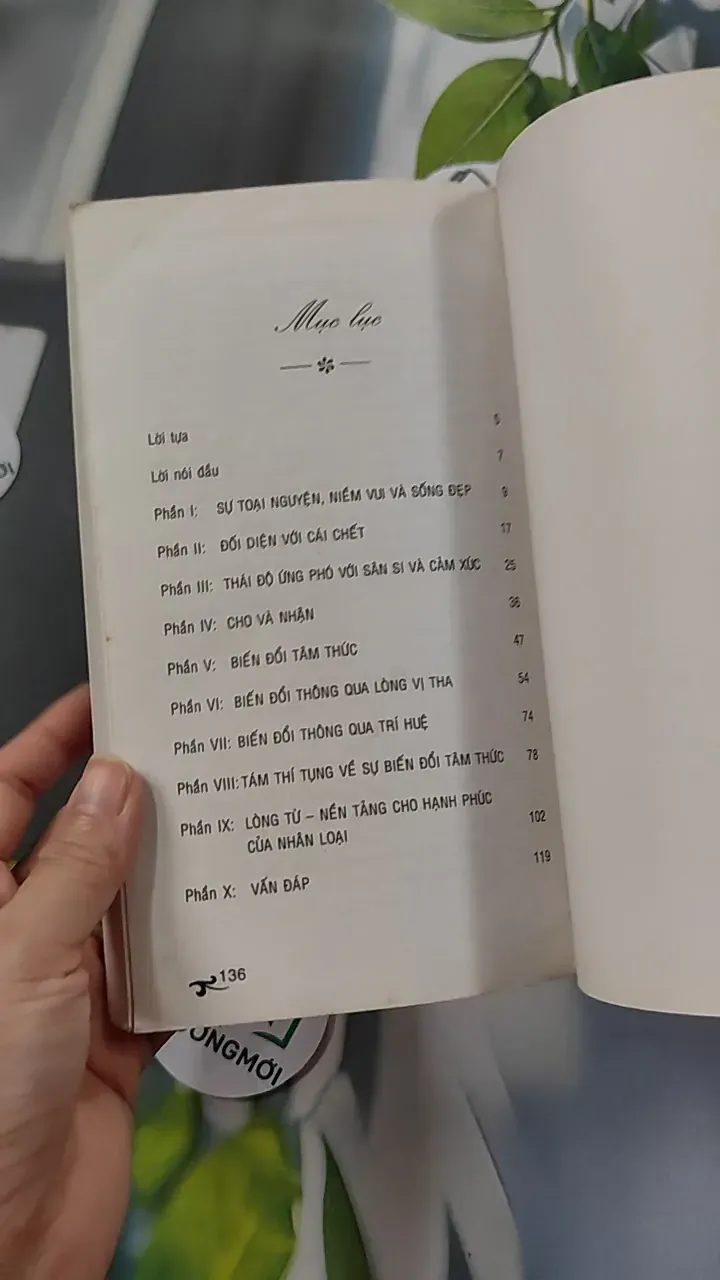 Mục lục
Lời tựa 5
Lời nói đầu 7
Phần I: SỰ TOẠI NGUYỆN, NIỀM VUI VÀ SỐNG ĐẸP 9
Phần II: ĐỐI DIỆN VỚI CÁI CHẾT 17
Phần III: THÁI ĐỘ ỨNG PHÓ VỚI SÂN SI VÀ CẢM XÚC 25
Phần IV: CHO VÀ NHẬN 36
Phần V: BIẾN ĐỔI TÂM THỨC 47
Phần VI: BIẾN ĐỔI THÔNG QUA LÒNG VỊ THA 54
Phần VII: BIẾN ĐỔI THÔNG QUA TRÍ HUỆ 74
Phần VIII: TÁM THÍ TỤNG VỀ SỰ BIẾN ĐỔI TÂM THỨC 78
Phần IX: LÒNG TỪ – NỀN TẢNG CHO HẠNH PHÚC
CỦA NHÂN LOẠI 102
Phần X: VẤN ĐÁP 119
136
ỐNGMỚI